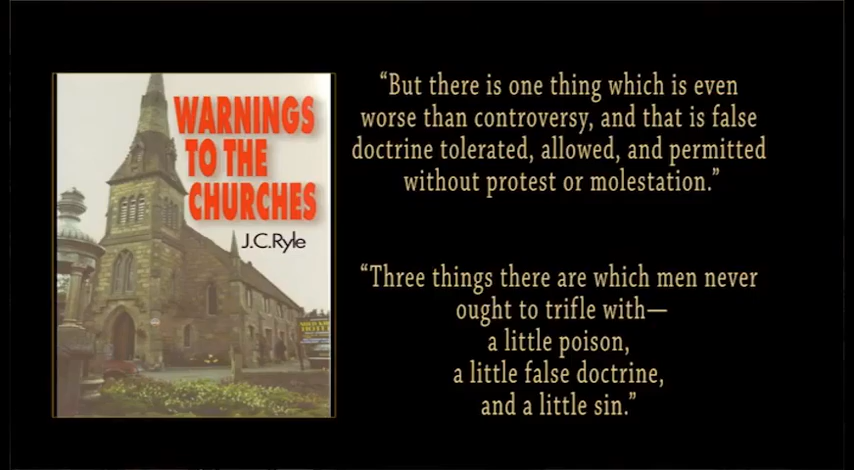 WARNINGS
TO THE
CHURCHES
J.C.Ryle
“But there is one thing which is even
worse than controversy, and that is false
doctrine tolerated, allowed, and permitted
without protest or molestation.”
“Three things there are which men never
ought to trifle with—
a little poison,
a little false doctrine,
and a little sin.”